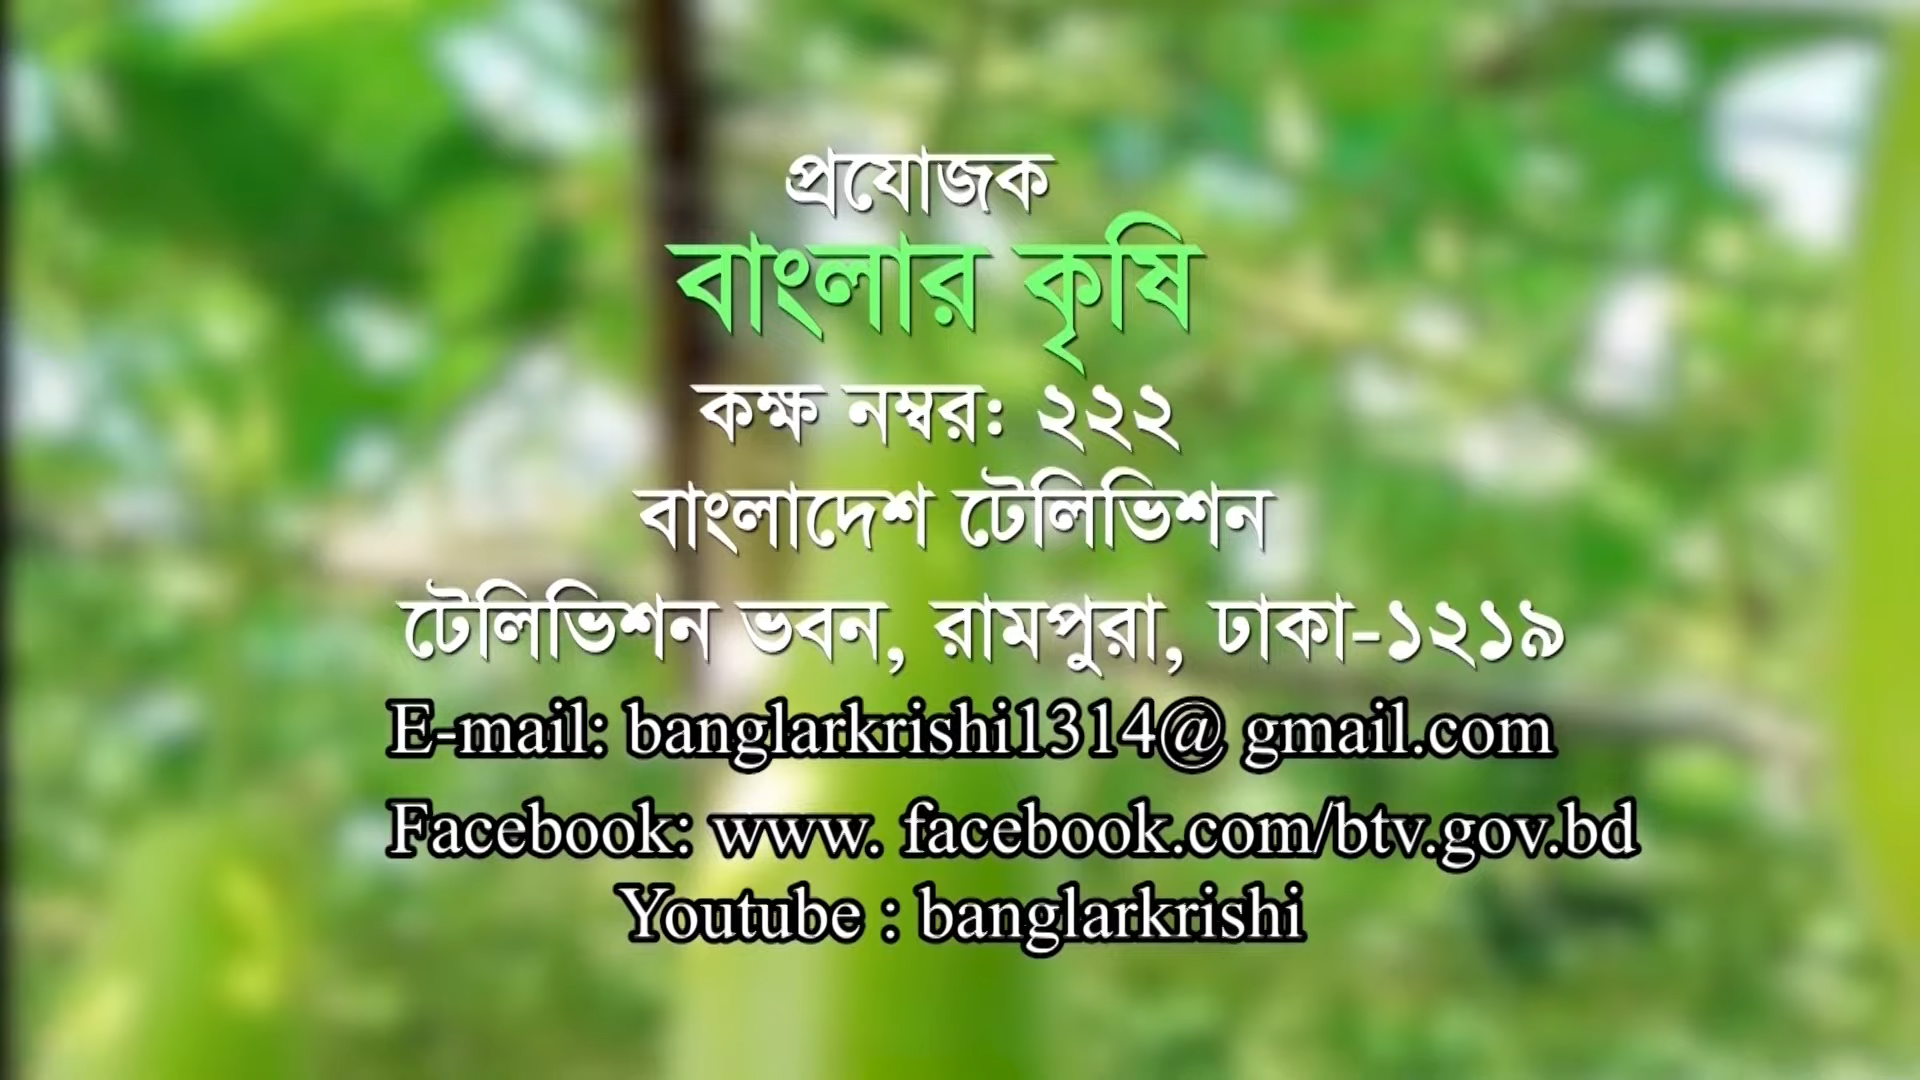 প্রযোজক
বাংলার কৃষি
কক্ষ নম্বর: ২২২
বাংলাদেশ টেলিভিশন
টেলিভিশন ভবন, রামপুরা, ঢাকা-১২১৯
E-mail: banglarkrishi1314@ gmail.com
Facebook: www. facebook.com/btv.gov.bd
Youtube : banglarkrishi